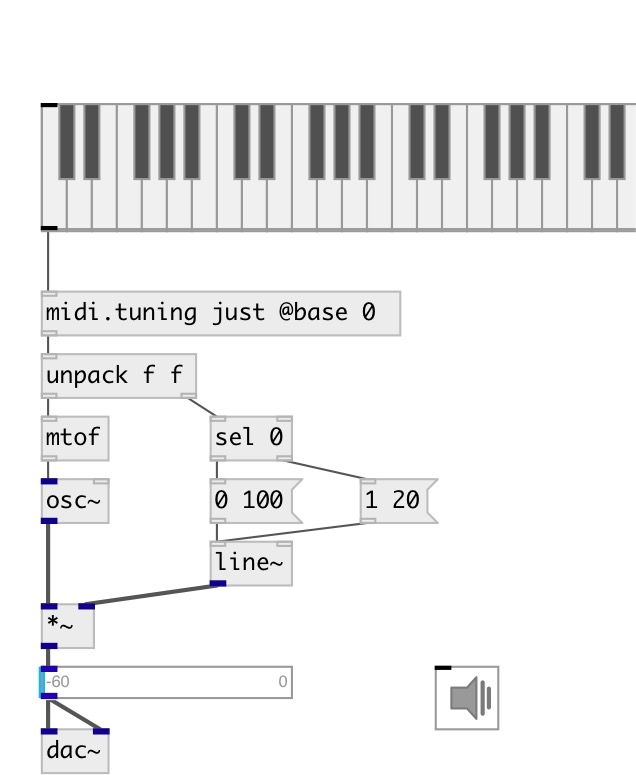 midi.tuning just @base 0
unpack f f
mtof
sel 0
osc~
0 100
1 20
line~
*~
-60 0
dac~